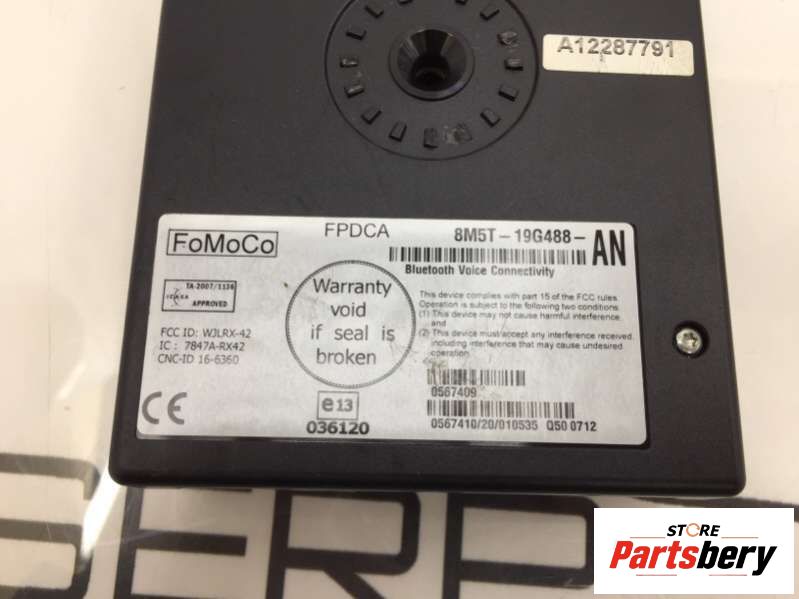 A12287791
FoMoCo
FPDCA
8M5T-19G488-AN
Bluetooth Voice Connectivity
TA-2007/1136
ICASA
APPROVED
Warranty
void
if seal is
broken
This device complies with part 15 of the FCC rules.
Operation is subject to the following two conditions.
(1) This device may not cause harmful interference,
and
(2) This device must accept any interference received,
including interference that may cause undesired
operation.
FCC ID: WJLRX-42
IC : 7847A-RX42
CNC-ID 16-6360
CE
e13
036120
0567409
0567410/20/010535 Q50 0712
STORE
Partsbery